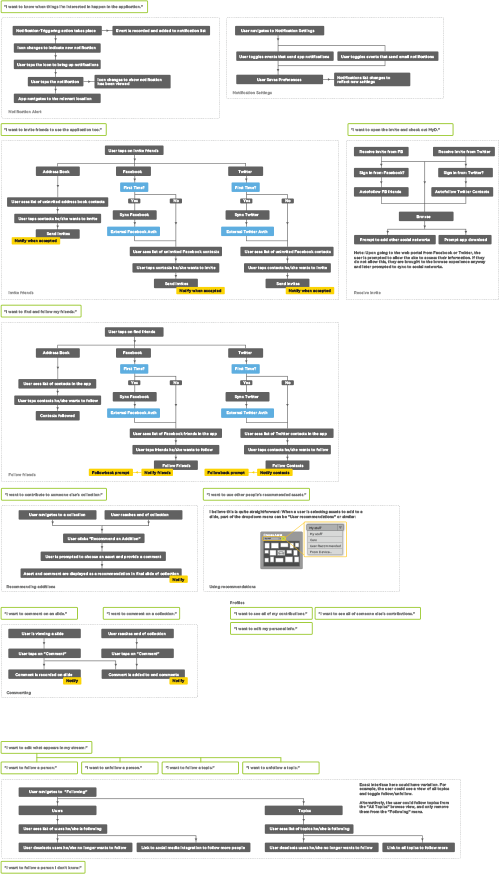 "I want to know when things I'm interested in happen in the application."
Notification-Triggering action takes place
Event is recorded and added to notification list
Icon changes to indicate new notification
User taps the icon to bring up notifications
User taps the notification
Icon changes to show notification
has been viewed
App navigates to the relevant location
Notification Alert
User navigates to Notification Settings
User toggles events that send app notifications
User toggles events that send email notifications
User Saves Preferences
Notifications list changes to
reflect new settings
Notification Settings
"I want to invite friends to use the application too."
User taps on Invite Friends
Address Book
Facebook
Twitter
First Time?
First Time?
Yes
No
Yes
No
User sees list of uninvited address book contacts
Sync Facebook
Sync Twitter
User taps contacts he/she wants to invite
External Facebook Auth
External Twitter Auth
Send Invites
Notify when accepted
User sees list of uninvited Facebook contacts
User sees list of uninvited Twitter contacts
User taps contacts he/she wants to invite
User taps contacts he/she wants to invite
Send Invites
Send Invites
Notify when accepted
Notify when accepted
Invite Friends
"I want to open the invite and check out MyD."
Receive Invite from FB
Receive Invite from Twitter
Sign in from Facebook?
Sign in from Twitter?
Autofollow FB friends
Autofollow Twitter Contacts
Browse
Prompt to add other social networks
Prompt app download
Note: Upon going to the web portal from Facebook or Twitter, the
user is prompted to allow the site to access their information. If they
do not allow this, they are brought to the browse experience anyway
and later prompted to sync to social networks.
Receive Invite
"I want to find and follow my friends."
User taps on find friends
Address Book
Facebook
Twitter
First Time?
First Time?
Yes
No
Yes
No
User sees list of contacts in the app
Sync Facebook
Sync Twitter
User taps contacts he/she wants to follow
External Facebook Auth
External Twitter Auth
Contacts followed
User sees list of Facebook friends in the app
User sees list of Twitter contacts in the app
User taps friends he/she wants to follow
User taps contacts he/she wants to follow
Follow Friends
Follow Contacts
Followback prompt
Notify friends
Followback prompt
Notify contacts
Follow Friends
"I want to contribute to someone else's collection."
User navigates to a collection
User reaches end of collection
User clicks "Recommend an Addition"
User is prompted to choose an asset and provide a comment
Asset and comment are displayed as a recommendation in final slide of collection
Notify
Recommending additions
"I want to use other people's recommended assets."
I believe this is quite straightforward: When a user is selecting assets to add to a
slide, part of the dropdown menu can be "User recommendations" or similar:
My stuff
My stuff
User Recommended
Using recommendations
"I want to comment on a slide."
"I want to comment on a collection."
User is viewing a slide
User reaches end of collection
User taps on "Comment"
User taps on "Comment"
Comment is recorded on slide
Comment is added to end comments
Notify
Notify
Commenting
Profiles
"I want to see all of my contributions."
"I want to see all of someone else's contributions."
"I want to edit my personal info."
"I want to edit what appears in my stream."
"I want to follow a person."
"I want to unfollow a person."
"I want to follow a topic."
"I want to unfollow a topic."
User navigates to "Following"
Exact interface here could have variation. For
example, the user could see a view of all topics
and toggle follow/unfollow.
Alternatively, the user could follow topics from
the "All Topics" browse view, and only remove
them from the "Following" menu.
Users
Topics
User sees list of users he/she is following
User sees list of topics he/she is following
User deselects users he/she no longer wants to follow
Link to social media integration to follow more people
User deselects users he/she no longer wants to follow
Link to all topics to follow more
"I want to follow a person I don't know."